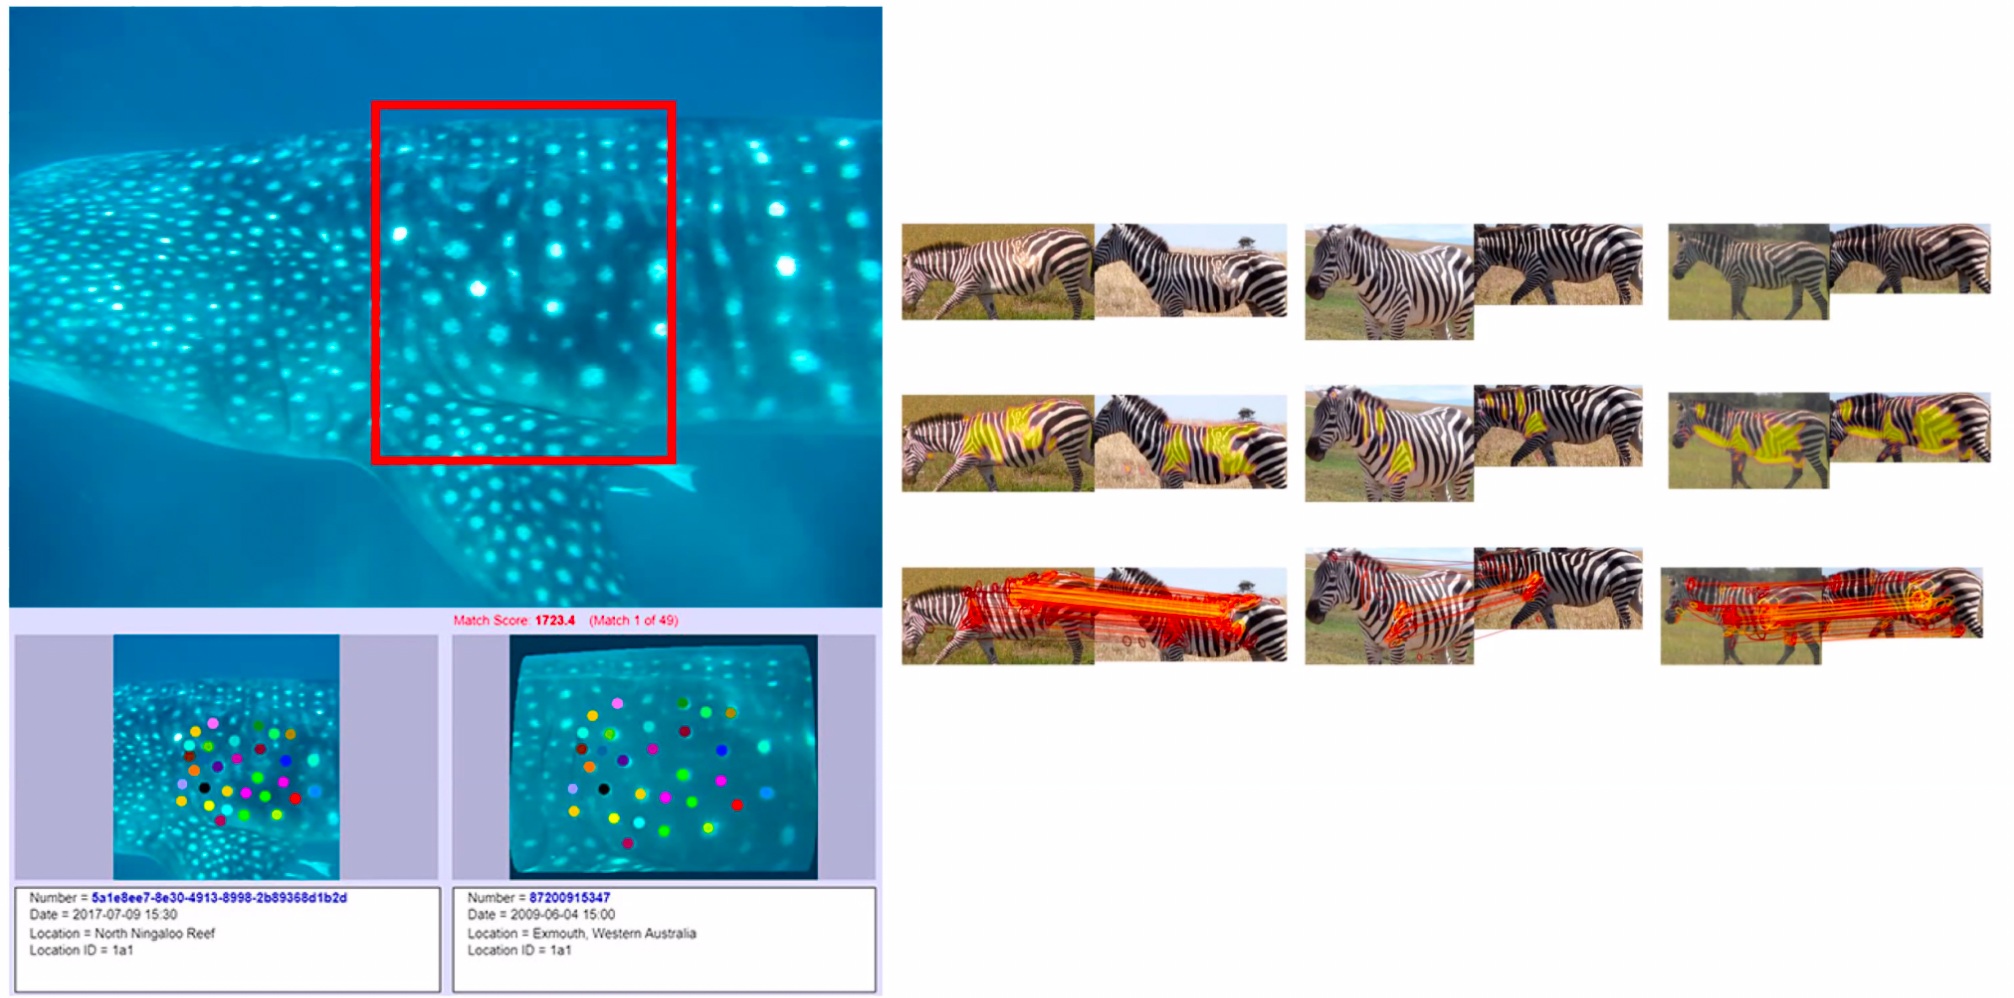 Match Score: 1723.4 (Match 1 of 49)
Number = 5a1e8ee7-8e30-4913-8998-2b89368d1b2d
Date = 2017-07-09 15:30
Location = North Ningaloo Reef
Location ID = 1a1
Number = 87200915347
Date = 2009-06-04 15:00
Location = Exmouth, Western Australia
Location ID = 1a1